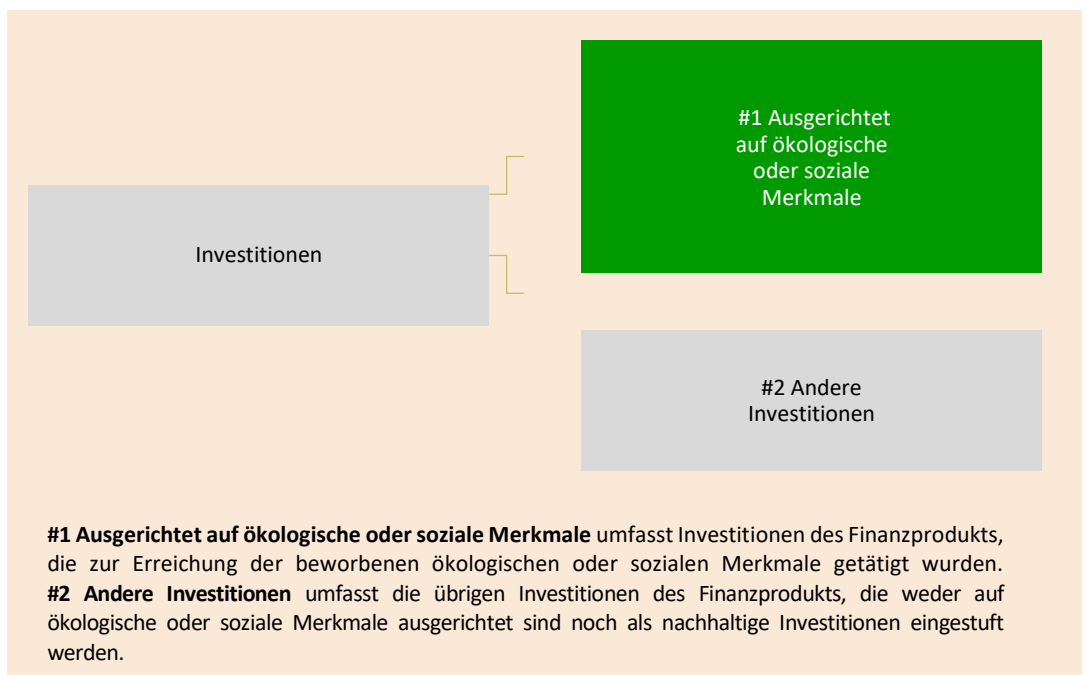 #1 Ausgerichtet
auf ökologische
oder soziale
Merkmale
Investitionen
#2 Andere
Investitionen
#1 Ausgerichtet auf ökologische oder soziale Merkmale umfasst Investitionen des Finanzprodukts,
die zur Erreichung der beworbenen ökologischen oder sozialen Merkmale getätigt wurden.
#2 Andere Investitionen umfasst die übrigen Investitionen des Finanzprodukts, die weder auf
ökologische oder soziale Merkmale ausgerichtet sind noch als nachhaltige Investitionen eingestuft
werden.